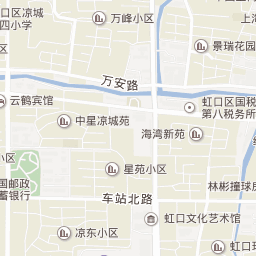 口区凉城
四小学
万峰小区
上
景瑞花园
万安路
云鹤宾馆
虹口区国税
第八税务所
中星凉城苑
海湾新苑
小区
星苑小区
国邮政
蓄银行
林彬撞球房
车站北路
虹口文化艺术馆
凉东小区
虹口